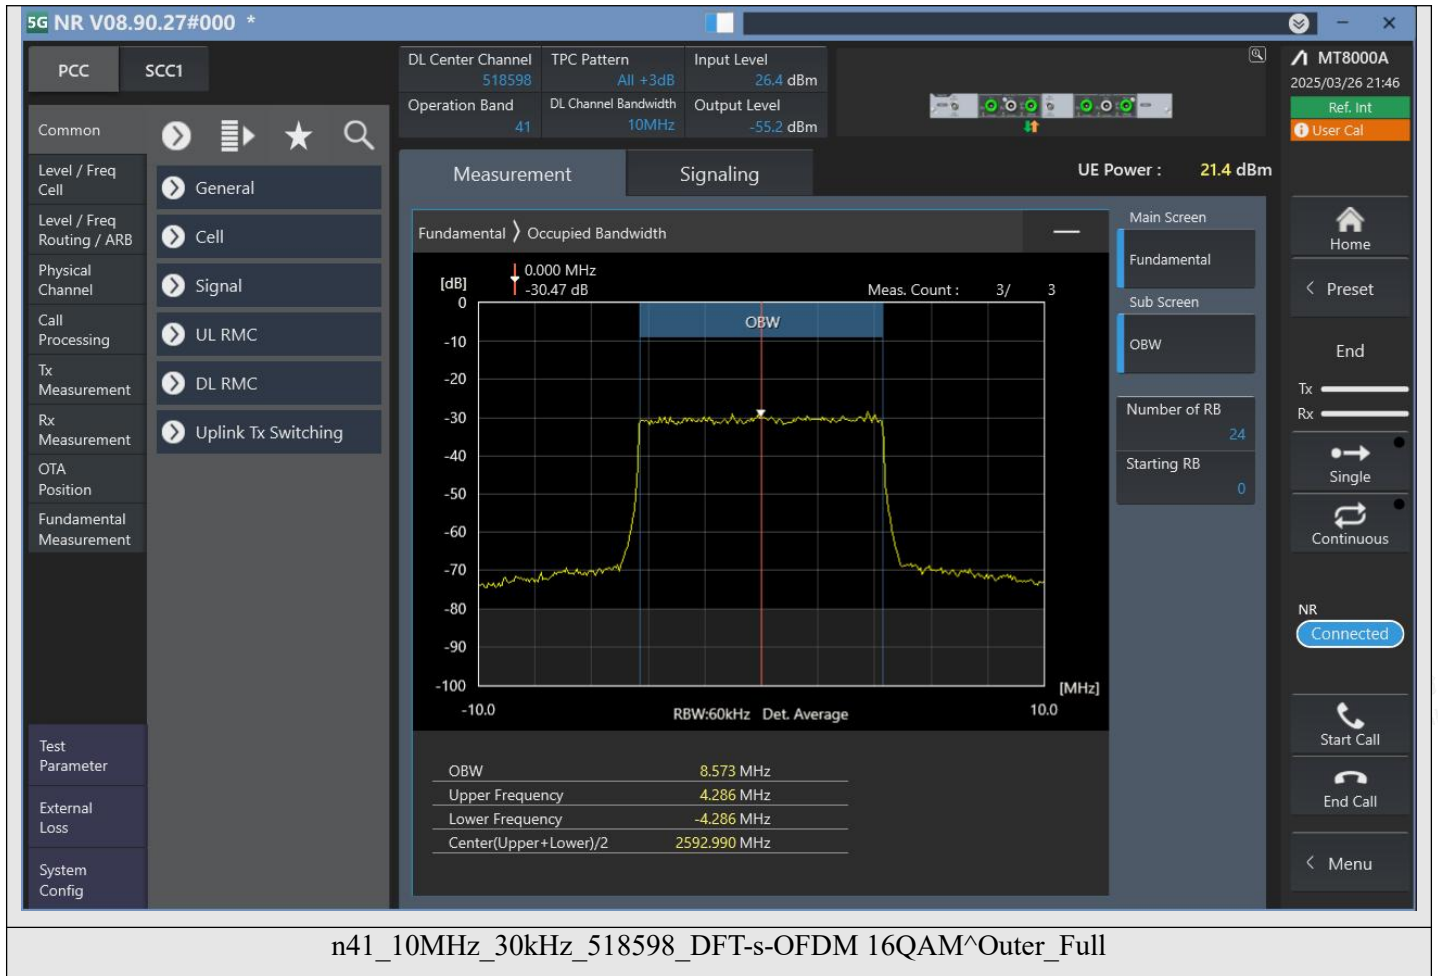 5G NR V08.90.27#000 *
PCC
SCC1
DL Center Channel
518598
TPC Pattern
All +3dB
Input Level
26.4 dBm
Operation Band
41
DL Channel Bandwidth
10MHz
Output Level
-55.2 dBm
MT8000A
2025/03/26 21:46
Ref. Int
User Cal
Common
Level / Freq
Cell
Level / Freq
Routing / ARB
Physical
Channel
Call
Processing
Tx
Measurement
Rx
Measurement
OTA
Position
Fundamental
Measurement
Test
Parameter
External
Loss
System
Config
General
Cell
Signal
UL RMC
DL RMC
Uplink Tx Switching
Measurement
Signaling
UE Power : 21.4 dBm
Fundamental > Occupied Bandwidth
[dB]
0.000 MHz
-30.47 dB
Meas. Count : 3/ 3
OBW
0
-10
-20
-30
-40
-50
-60
-70
-80
-90
-100
[MHz]
-10.0
RBW:60kHz Det. Average
10.0
OBW 8.573 MHz
Upper Frequency 4.286 MHz
Lower Frequency -4.286 MHz
Center(Upper+Lower)/2 2592.990 MHz
Main Screen
Fundamental
Sub Screen
OBW
Number of RB
24
Starting RB
0
Home
< Preset
End
Tx
Rx
Single
Continuous
NR
Connected
Start Call
End Call
< Menu
n41_10MHz_30kHz_518598_DFT-s-OFDM 16QAM^Outer_Full